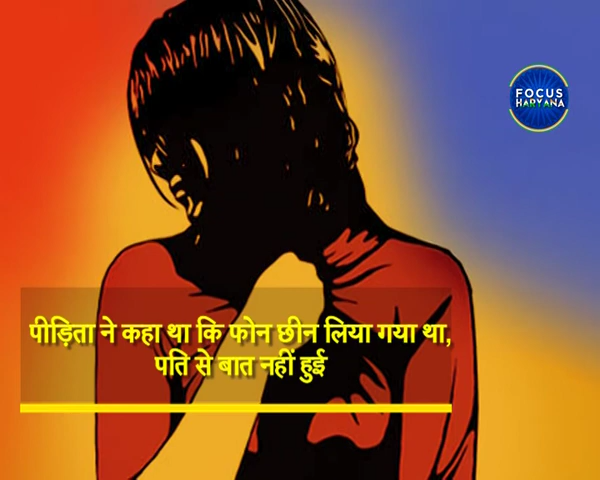 FOCUS
HARYANA
पीड़िता ने कहा था कि फोन छीन लिया गया था,
पति से बात नहीं हुई